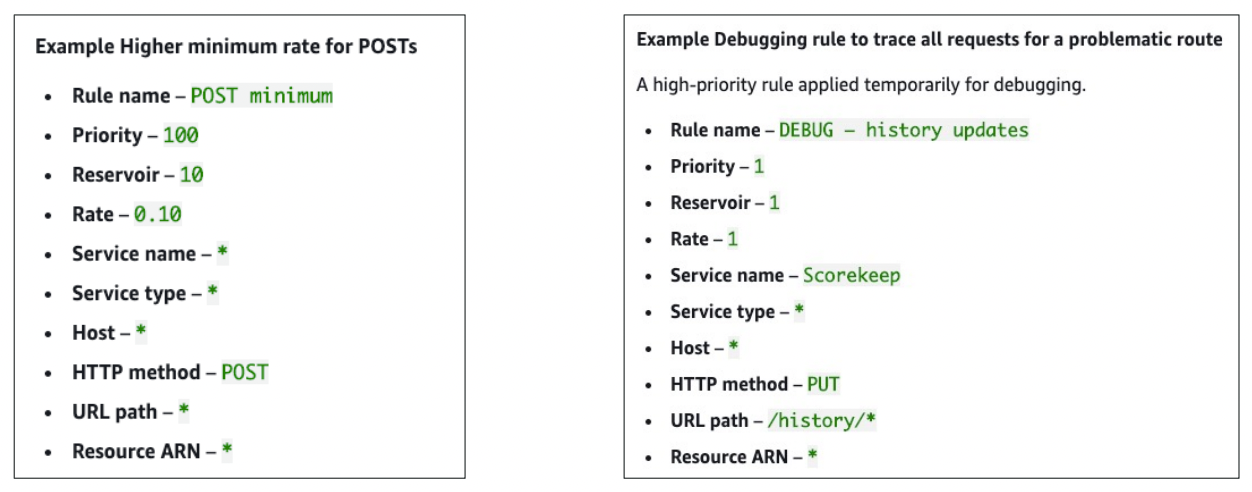 Example Higher minimum rate for POSTs
• Rule name – POST minimum
• Priority – 100
• Reservoir – 10
• Rate – 0.10
• Service name – *
• Service type – *
• Host – *
• HTTP method – POST
• URL path – *
• Resource ARN – *
Example Debugging rule to trace all requests for a problematic route
A high-priority rule applied temporarily for debugging.
• Rule name – DEBUG – history updates
• Priority – 1
• Reservoir – 1
• Rate – 1
• Service name – Scorekeep
• Service type – *
• Host – *
• HTTP method – PUT
• URL path – /history/*
• Resource ARN – *